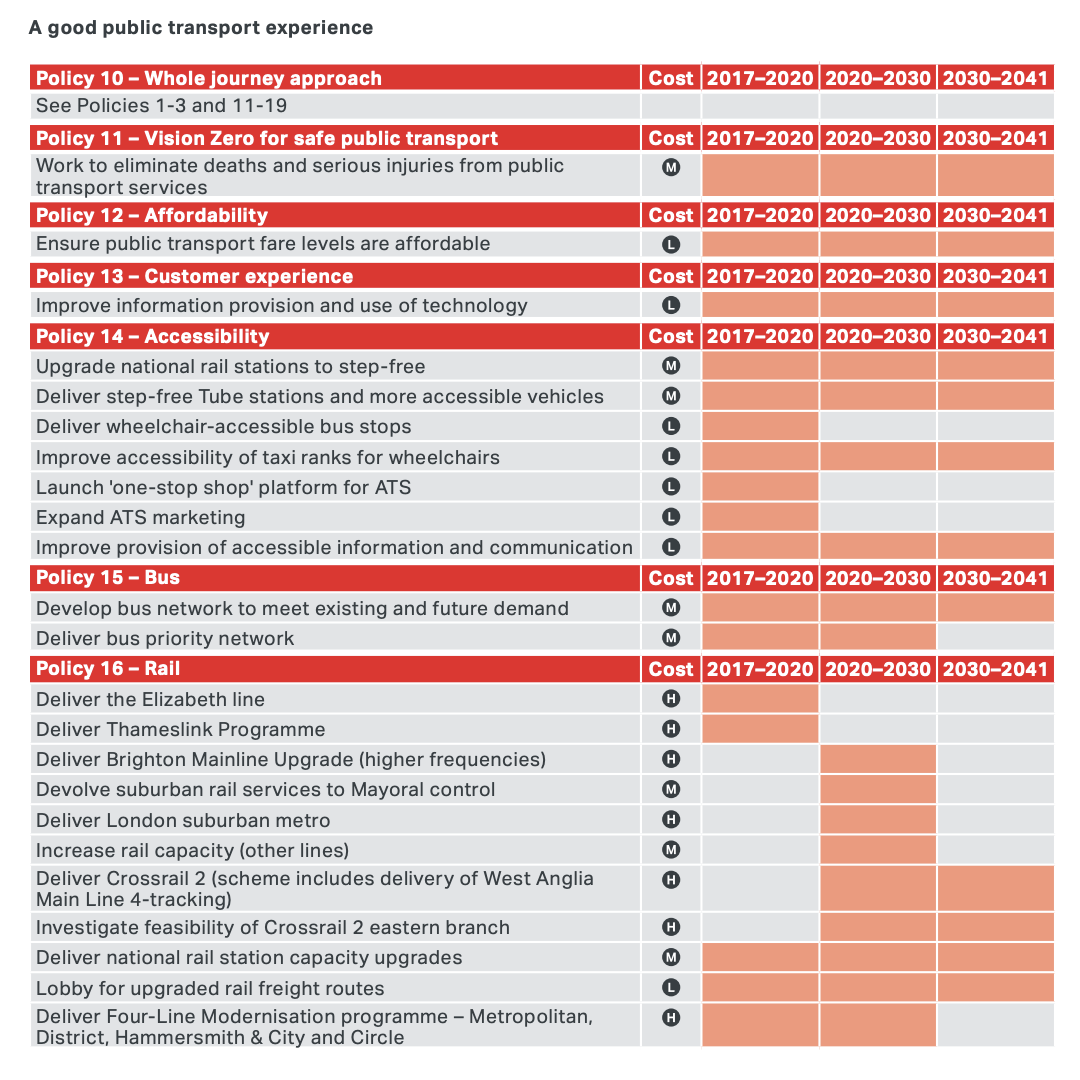 A good public transport experience
Policy 10 – Whole journey approach Cost 2017–2020 2020–2030 2030–2041
See Policies 1-3 and 11-19
Policy 11 – Vision Zero for safe public transport Cost 2017–2020 2020–2030 2030–2041
Work to eliminate deaths and serious injuries from public M
transport services
Policy 12 – Affordability Cost 2017–2020 2020–2030 2030–2041
Ensure public transport fare levels are affordable L
Policy 13 – Customer experience Cost 2017–2020 2020–2030 2030–2041
Improve information provision and use of technology L
Policy 14 – Accessibility Cost 2017–2020 2020–2030 2030–2041
Upgrade national rail stations to step-free M
Deliver step-free Tube stations and more accessible vehicles M
Deliver wheelchair-accessible bus stops L
Improve accessibility of taxi ranks for wheelchairs L
Launch 'one-stop shop' platform for ATS L
Expand ATS marketing L
Improve provision of accessible information and communication L
Policy 15 – Bus Cost 2017–2020 2020–2030 2030–2041
Develop bus network to meet existing and future demand M
Deliver bus priority network M
Policy 16 – Rail Cost 2017–2020 2020–2030 2030–2041
Deliver the Elizabeth line H
Deliver Thameslink Programme H
Deliver Brighton Mainline Upgrade (higher frequencies) H
Devolve suburban rail services to Mayoral control M
Deliver London suburban metro H
Increase rail capacity (other lines) M
Deliver Crossrail 2 (scheme includes delivery of West Anglia H
Main Line 4-tracking)
Investigate feasibility of Crossrail 2 eastern branch H
Deliver national rail station capacity upgrades M
Lobby for upgraded rail freight routes L
Deliver Four-Line Modernisation programme – Metropolitan, H
District, Hammersmith & City and Circle